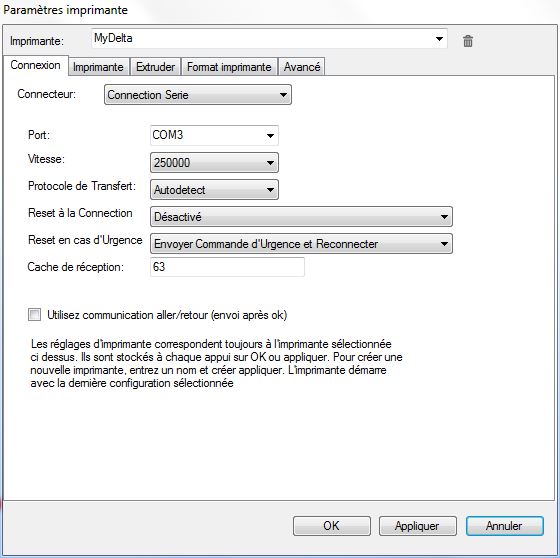 Paramètres imprimante
Imprimante: MyDelta
Connexion Imprimante Extruder Format imprimante Avancé
Connecteur: Connection Serie
Port: COM3
Vitesse: 250000
Protocole de Transfert: Autodetect
Reset à la Connection Désactivé
Reset en cas d'Urgence Envoyer Commande d'Urgence et Reconnecter
Cache de réception: 63
Utilisez communication aller/retour (envoi après ok)
Les réglages d'imprimante correspondent toujours à l'imprimante sélectionnée
ci dessus. Ils sont stockés à chaque appui sur OK ou appliquer. Pour créer une
nouvelle imprimante, entrez un nom et créer appliquer. L'imprimante démarre
avec la dernière configuration sélectionnée
OK Appliquer Annuler